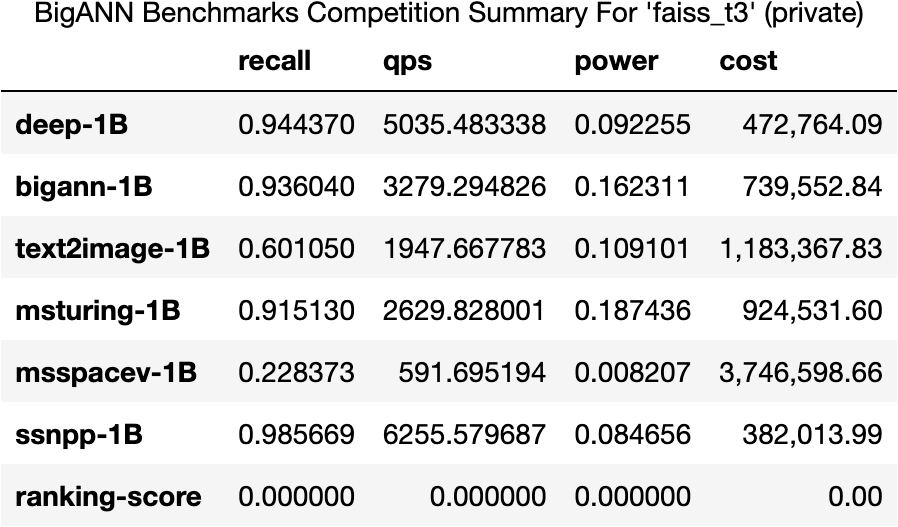 BigANN Benchmarks Competition Summary For 'faiss_t3' (private)
recall qps power cost
deep-1B 0.944370 5035.483338 0.092255 472,764.09
bigann-1B 0.936040 3279.294826 0.162311 739,552.84
text2image-1B 0.601050 1947.667783 0.109101 1,183,367.83
msturing-1B 0.915130 2629.828001 0.187436 924,531.60
msspacev-1B 0.228373 591.695194 0.008207 3,746,598.66
ssnpp-1B 0.985669 6255.579687 0.084656 382,013.99
ranking-score 0.000000 0.000000 0.000000 0.00